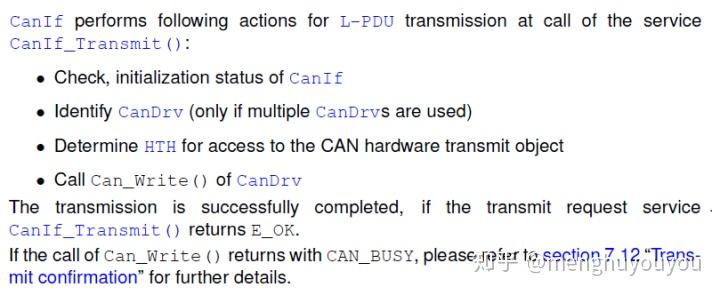 CanIf performs following actions for L-PDU transmission at call of the service
CanIf_Transmit():
● Check, initialization status of CanIf
● Identify CanDrv (only if multiple CanDrvs are used)
● Determine HTH for access to the CAN hardware transmit object
● Call Can_Write() of CanDrv
The transmission is successfully completed, if the transmit request service
CanIf_Transmit() returns E_OK.
If the call of Can_Write() returns with CAN_BUSY, please refer to section 7.12 “Trans-
mit confirmation” for further details.
知乎 @menghuyouyou